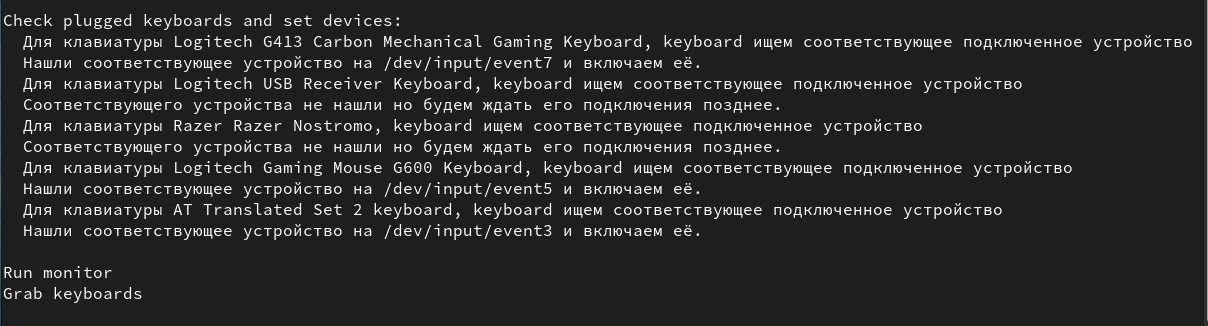 Check plugged keyboards and set devices:
Для клавиатуры Logitech G413 Carbon Mechanical Gaming Keyboard, keyboard ищем соответствующее подключенное устройство
Нашли соответствующее устройство на /dev/input/event7 и включаем её.
Для клавиатуры Logitech USB Receiver Keyboard, keyboard ищем соответствующее подключенное устройство
Соответствующего устройства не нашли но будем ждать его подключения позднее.
Для клавиатуры Razer Razer Nostromo, keyboard ищем соответствующее подключенное устройство
Соответствующего устройства не нашли но будем ждать его подключения позднее.
Для клавиатуры Logitech Gaming Mouse G600 Keyboard, keyboard ищем соответствующее подключенное устройство
Нашли соответствующее устройство на /dev/input/event5 и включаем её.
Для клавиатуры AT Translated Set 2 keyboard, keyboard ищем соответствующее подключенное устройство
Нашли соответствующее устройство на /dev/input/event3 и включаем её.
Run monitor
Grab keyboards